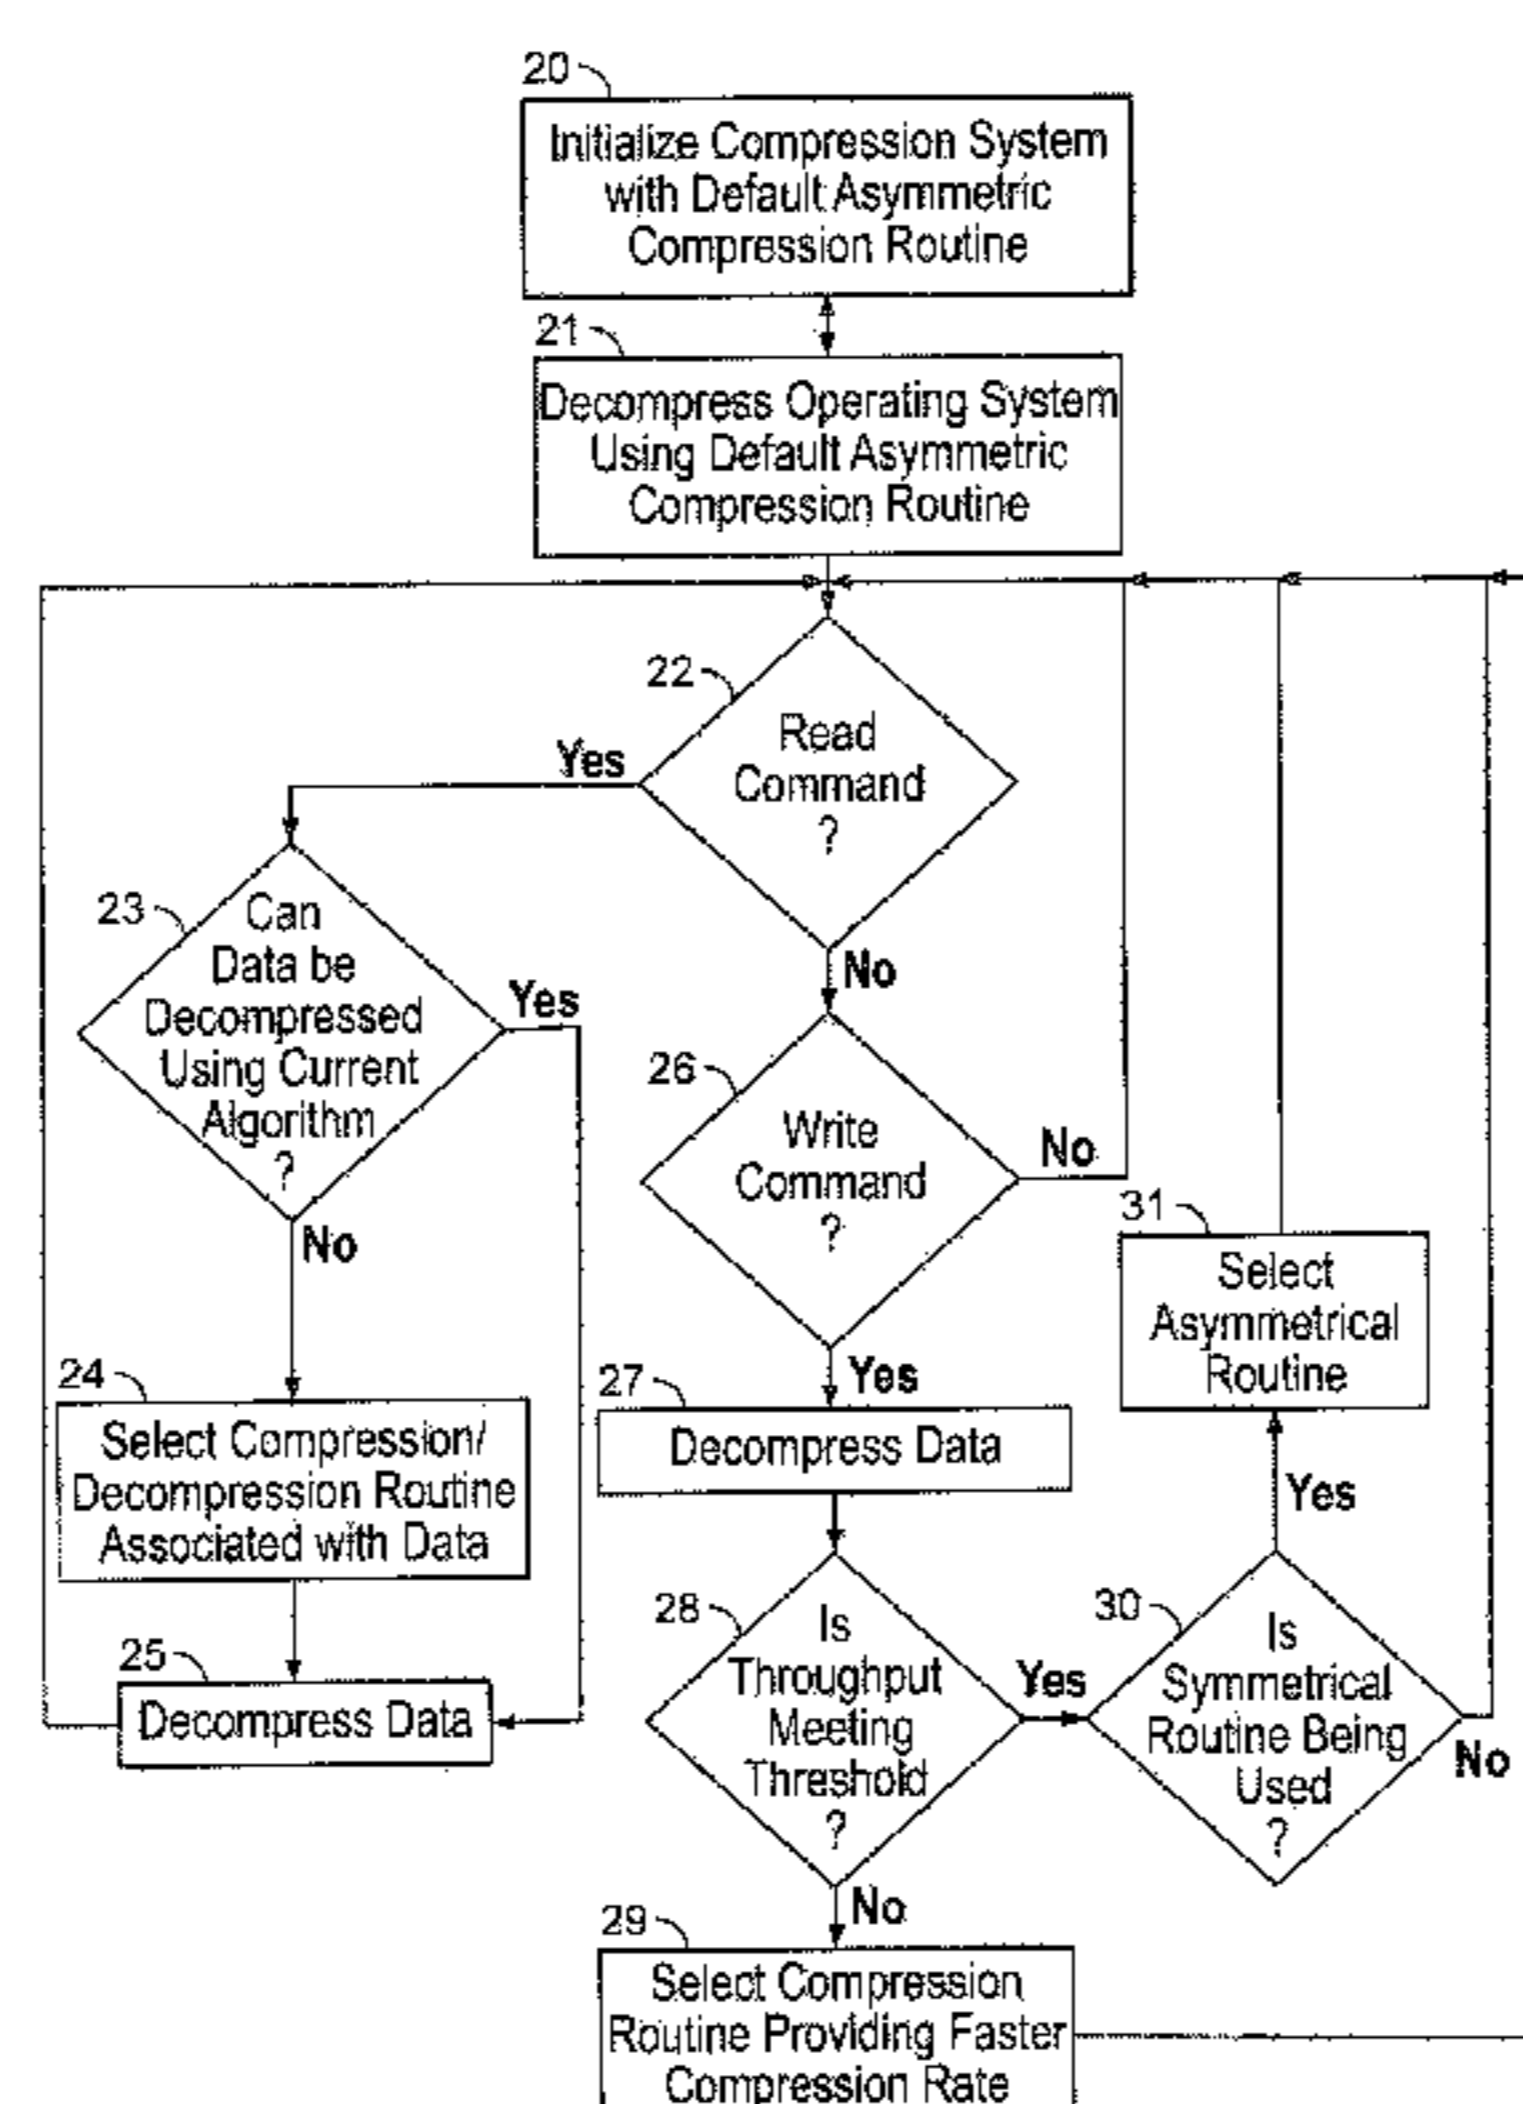 20
Initialize Compression System
with Default Asymmetric
Compression Routine
21
Decompress Operating System
Using Default Asymmetric
Compression Routine
22
Read
Command
?
Yes
No
23
Can
Data be
Decompressed
Using Current
Algorithm
?
Yes
No
24
Select Compression/
Decompression Routine
Associated with Data
25
Decompress Data
26
Write
Command
?
No
Yes
27
Decompress Data
28
Is
Throughput
Meeting
Threshold
?
Yes
No
29
Select Compression
Routine Providing Faster
Compression Rate
30
Is
Symmetrical
Routine Being
Used
?
Yes
No
31
Select
Asymmetrical
Routine